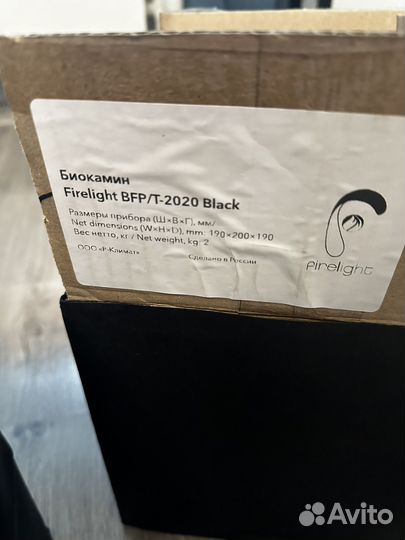 Биокамин
Firelight BFP/T-2020 Black
Размеры прибора (Ш×В×Г), мм/
Net dimensions (W×H×D), mm: 190×200×190
Вес нетто, кг / Net weight, kg: 2
ООО «Р-Климат» Сделано в России
firelight
Avito